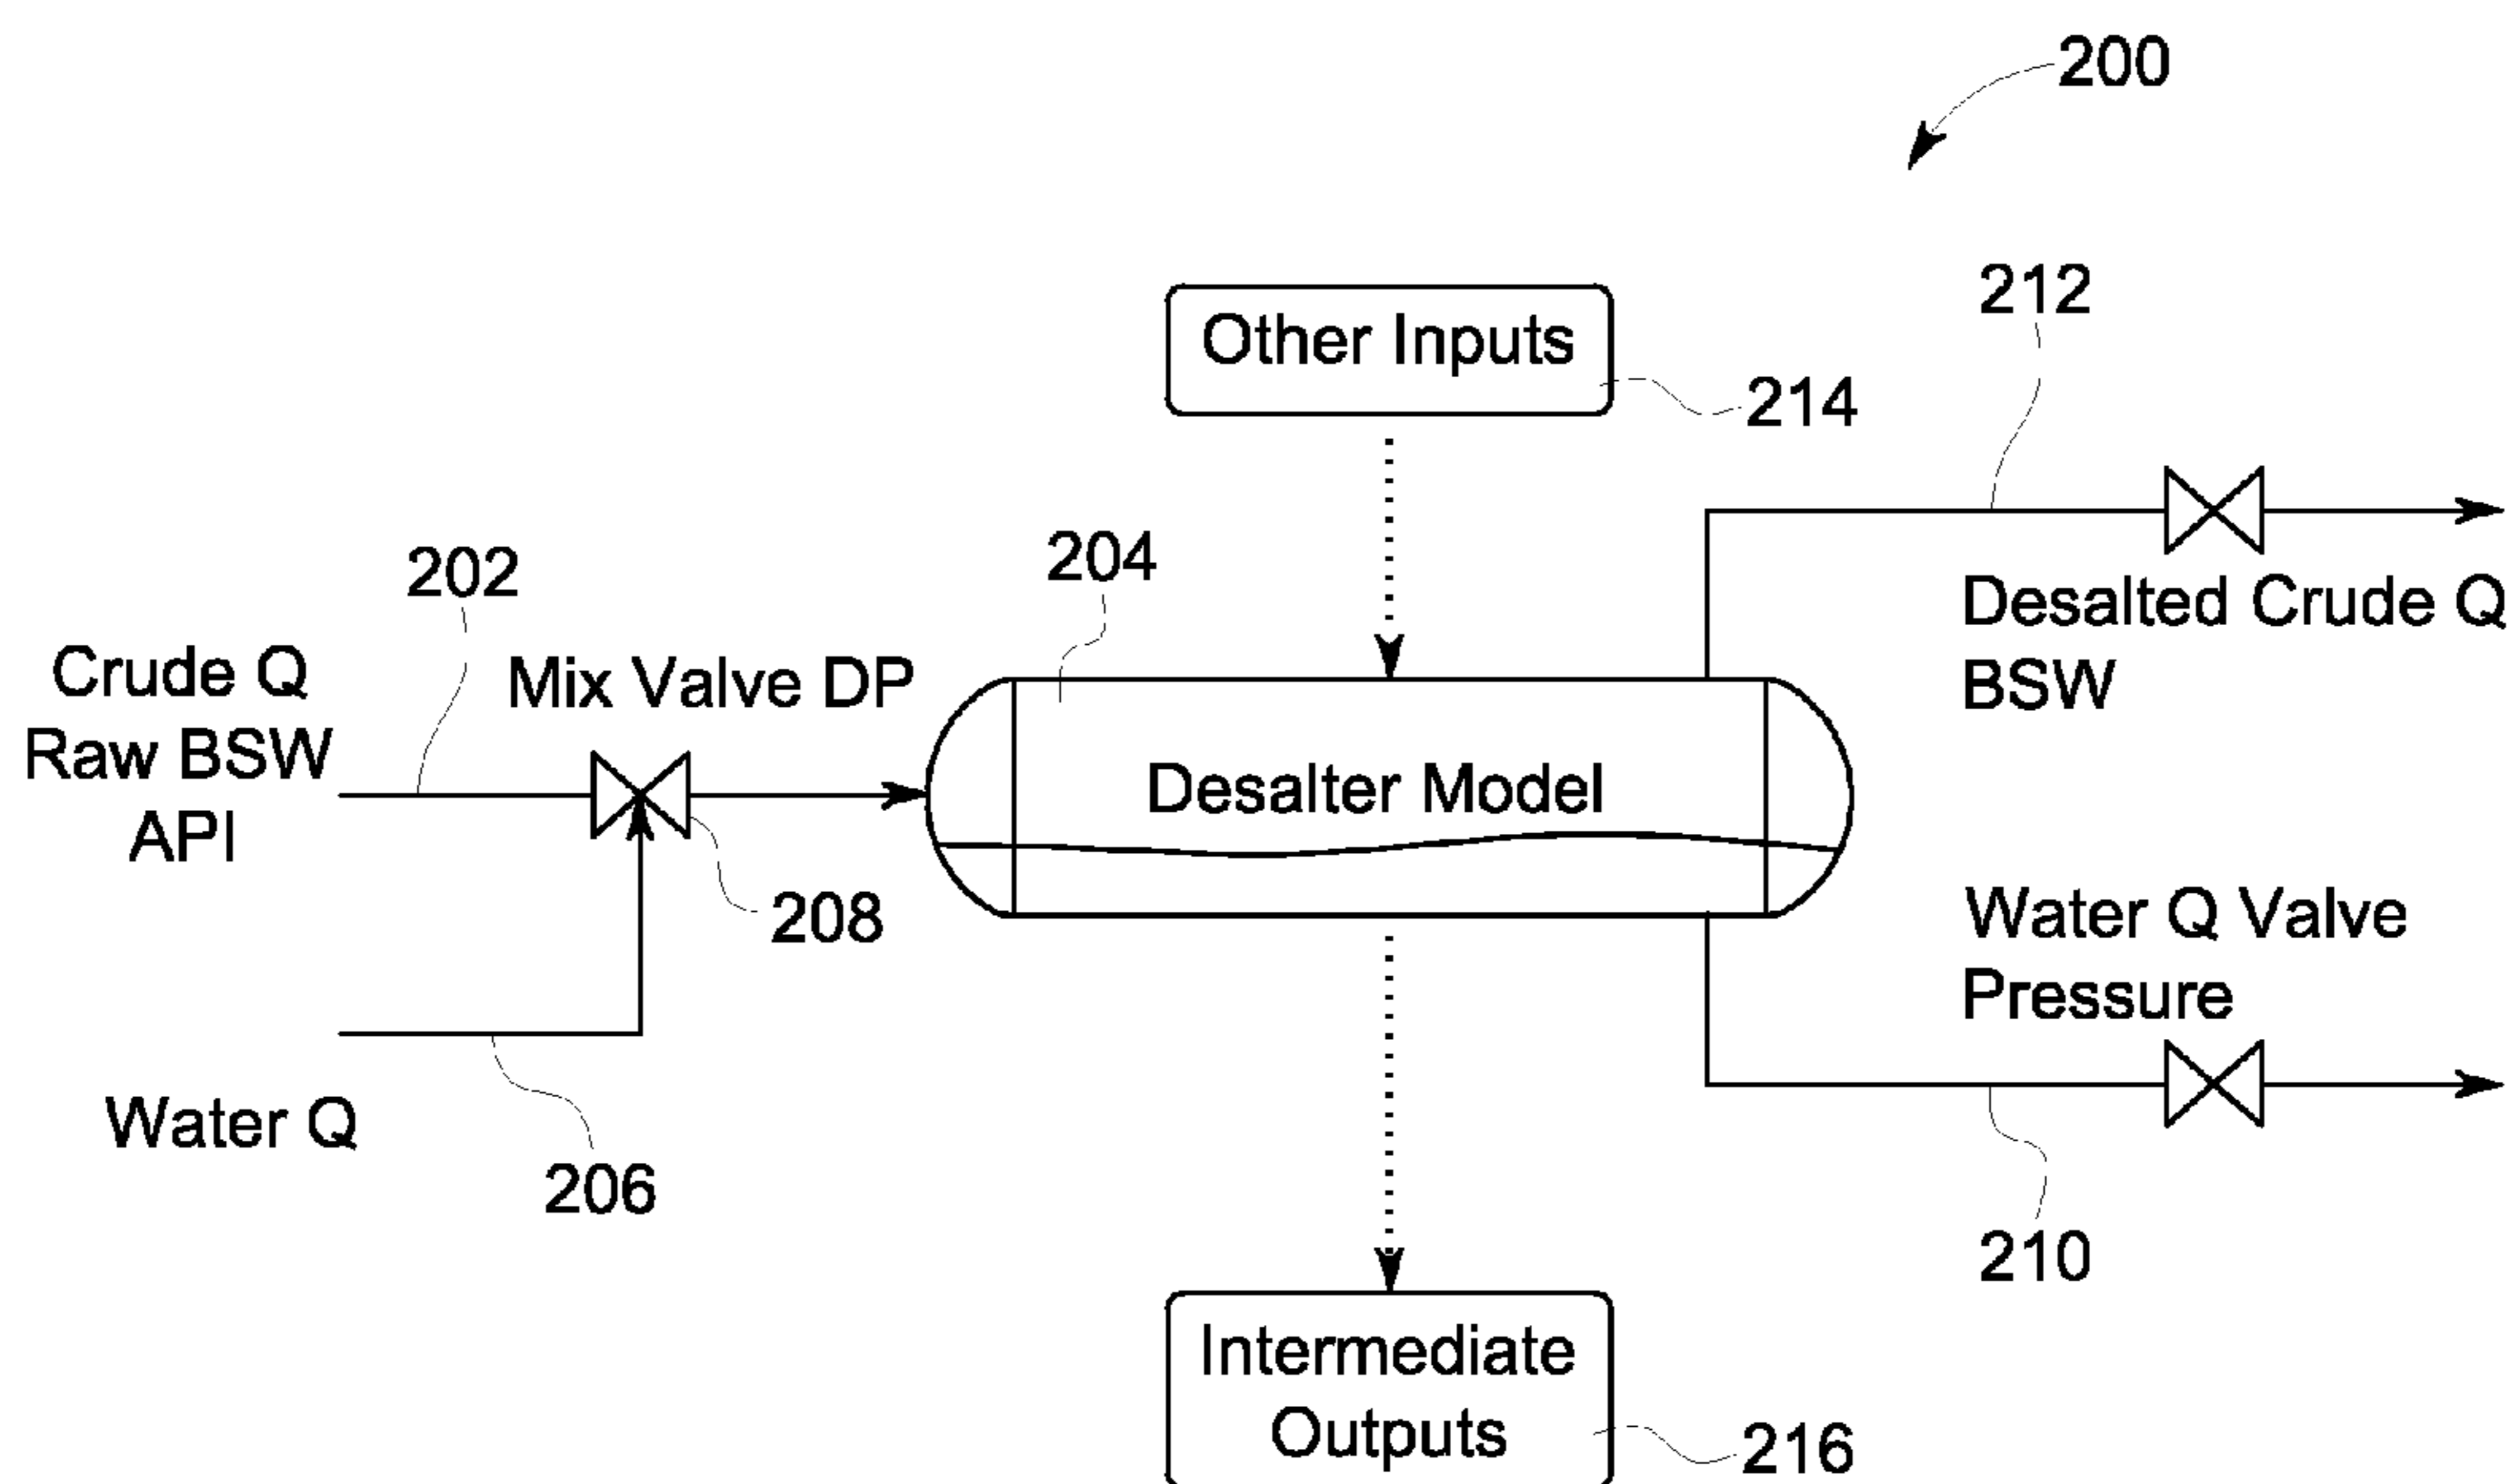 200
212
Other Inputs
214
204
202
Desalted Crude Q
BSW
Crude Q
Raw BSW
API
Mix Valve DP
Desalter Model
208
Water Q Valve
Pressure
Water Q
206
210
Intermediate
Outputs
216